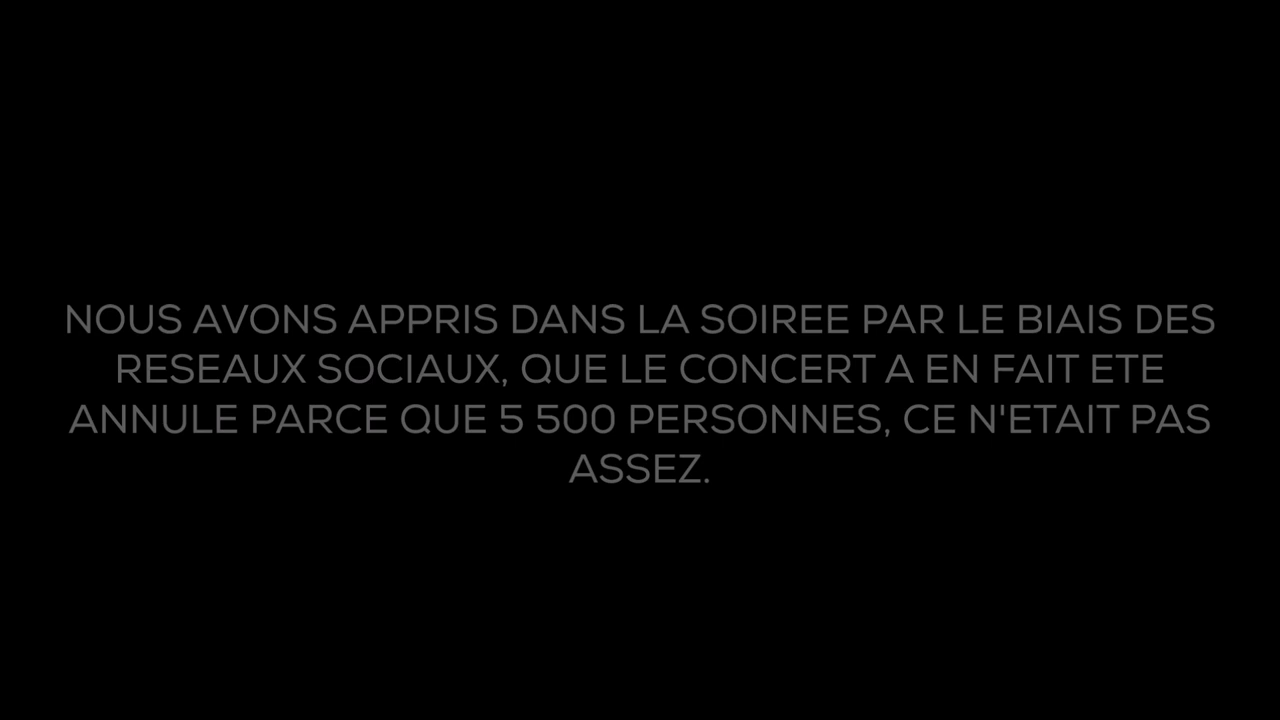 NOUS AVONS APPRIS DANS LA SOIREE PAR LE BIAIS DES
RESEAUX SOCIAUX, QUE LE CONCERT A EN FAIT ETE
ANNULE PARCE QUE 5 500 PERSONNES, CE N'ETAIT PAS
ASSEZ.